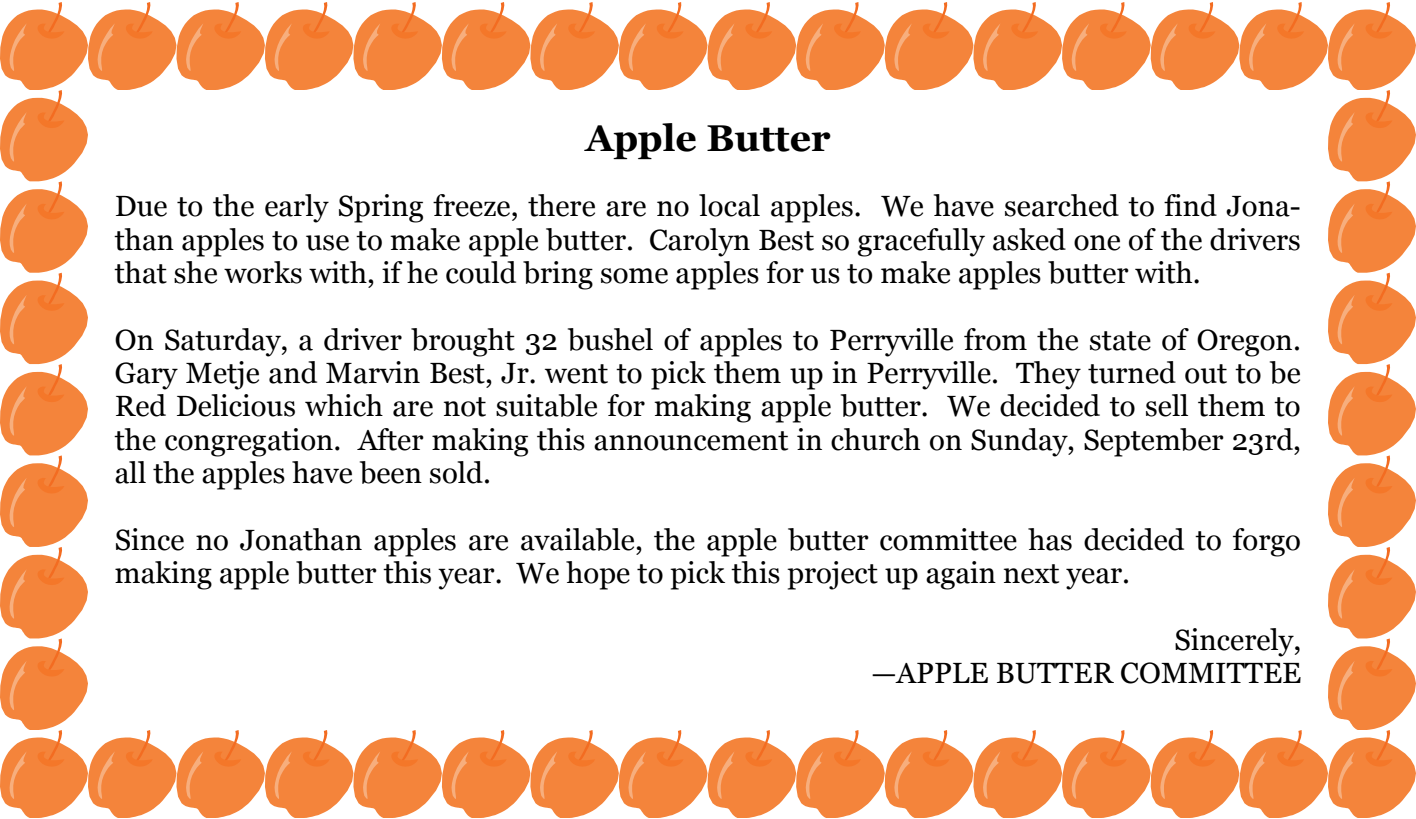 Apple Butter
Due to the early Spring freeze, there are no local apples.  We have searched to find Jona-
than apples to use to make apple butter.  Carolyn Best so gracefully asked one of the drivers
that she works with, if he could bring some apples for us to make apples butter with.
On Saturday, a driver brought 32 bushel of apples to Perryville from the state of Oregon.
Gary Metje and Marvin Best, Jr. went to pick them up in Perryville.  They turned out to be
Red Delicious which are not suitable for making apple butter.  We decided to sell them to
the congregation.  After making this announcement in church on Sunday, September 23rd,
all the apples have been sold.
Since no Jonathan apples are available, the apple butter committee has decided to forgo
making apple butter this year.  We hope to pick this project up again next year.
Sincerely,
—APPLE BUTTER COMMITTEE